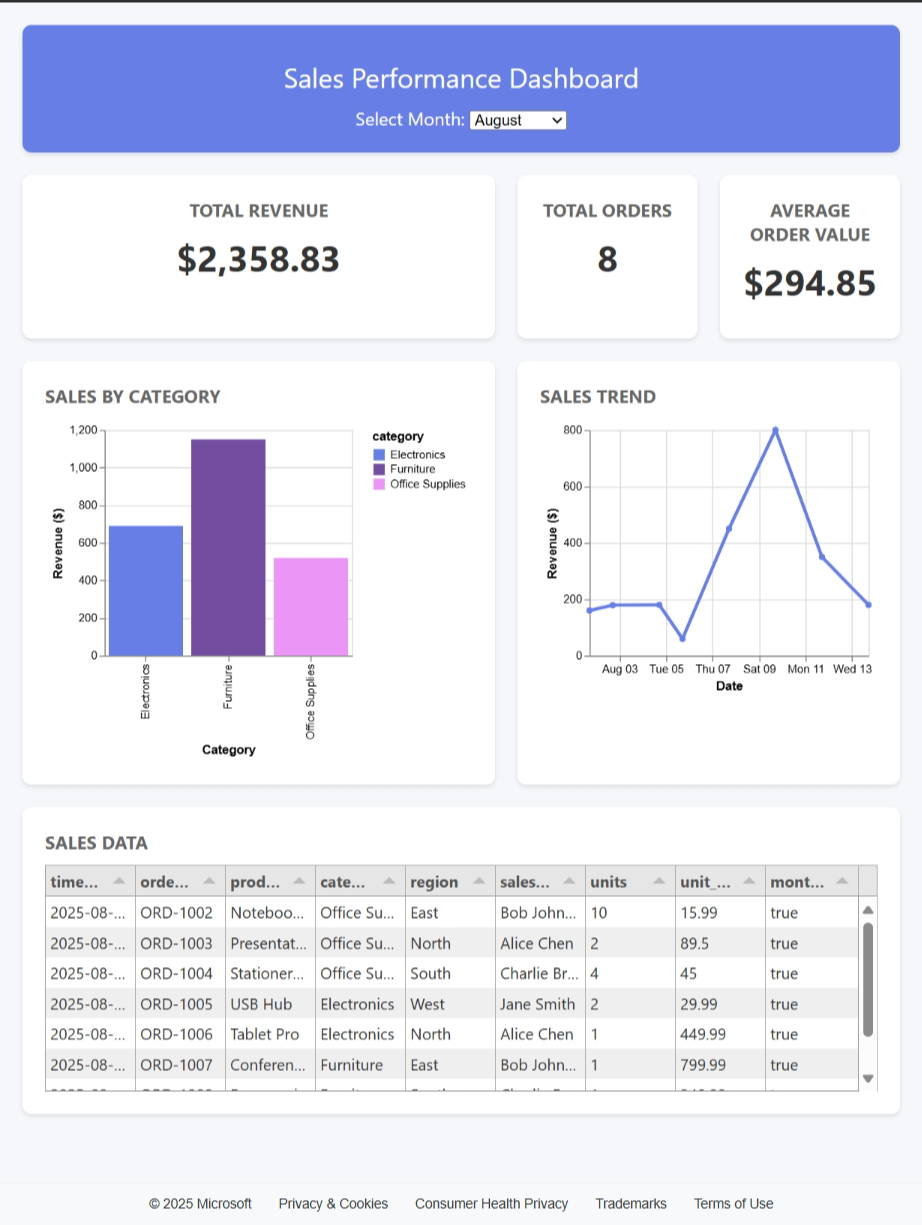 Sales Performance Dashboard
Select Month: August
TOTAL REVENUE
$2,358.83
TOTAL ORDERS
8
AVERAGE
ORDER VALUE
$294.85
SALES BY CATEGORY
1,200
1,000
800
600
400
200
0
Revenue ($)
Electronics
Furniture
Office Supplies
Category
category
Electronics
Furniture
Office Supplies
SALES TREND
800
600
400
200
0
Revenue ($)
Aug 03 Tue 05 Thu 07 Sat 09 Mon 11 Wed 13
Date
SALES DATA
time... orde... prod... cate... region sales... units unit_... mont...
2025-08-... ORD-1002 Noteboo... Office Su... East Bob John... 10 15.99 true
2025-08-... ORD-1003 Presentat... Office Su... North Alice Chen 2 89.5 true
2025-08-... ORD-1004 Stationer... Office Su... South Charlie Br... 4 45 true
2025-08-... ORD-1005 USB Hub Electronics West Jane Smith 2 29.99 true
2025-08-... ORD-1006 Tablet Pro Electronics North Alice Chen 1 449.99 true
2025-08-... ORD-1007 Conferen... Furniture East Bob John... 1 799.99 true
© 2025 Microsoft Privacy & Cookies Consumer Health Privacy Trademarks Terms of Use